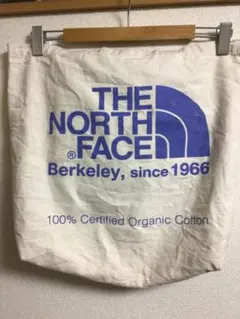 THE
NORTH
FACE
®
Berkeley, since 1966
100% Certified Organic Cotton